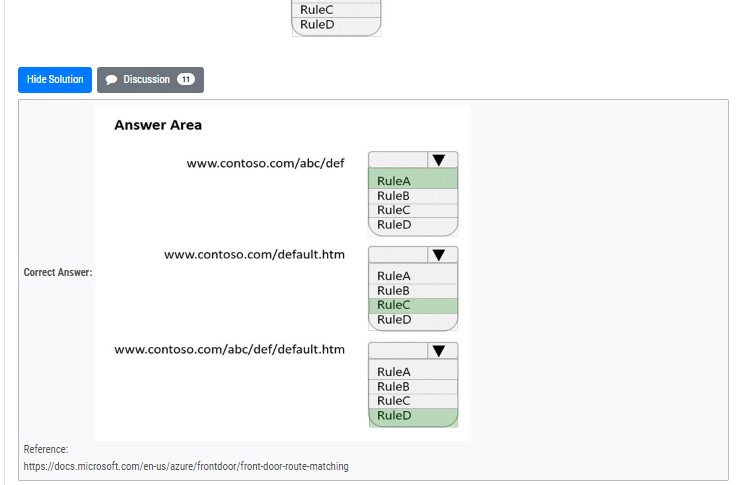 RuleC
RuleD
Hide Solution
Discussion 11
Answer Area
www.contoso.com/abc/def
RuleA
RuleB
RuleC
RuleD
www.contoso.com/default.htm
RuleA
RuleB
RuleC
RuleD
Correct Answer:
www.contoso.com/abc/def/default.htm
RuleA
RuleB
RuleC
RuleD
Reference:
https://docs.microsoft.com/en-us/azure/frontdoor/front-door-route-matching